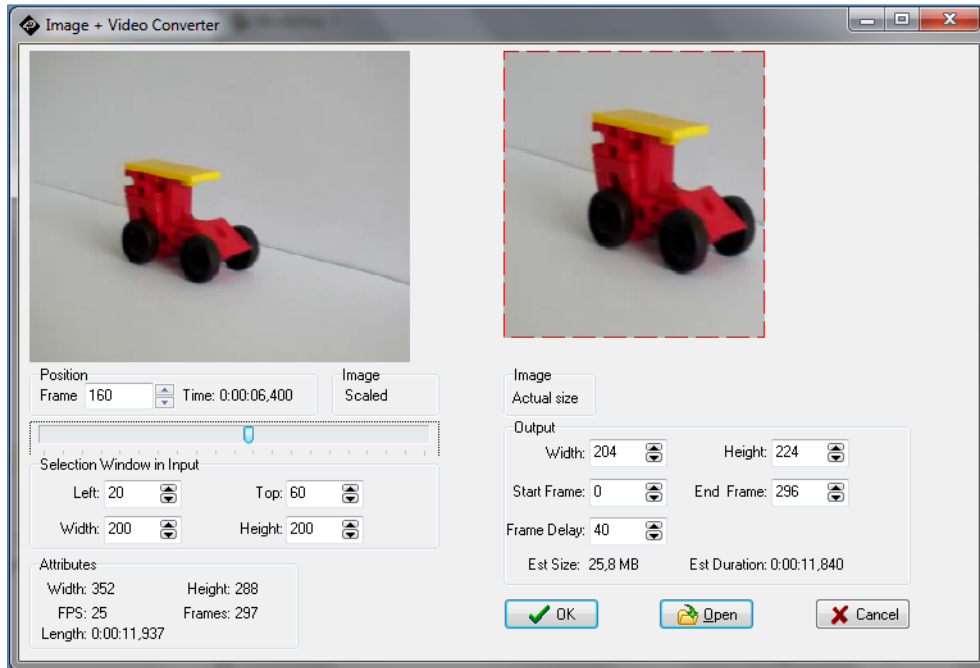 Image + Video Converter
Position
Frame 160 Time: 0:00:06,400
Image
Scaled
Image
Actual size
Selection Window in Input
Left: 20 Top: 60
Width: 200 Height: 200
Output
Width: 204 Height: 224
Start Frame: 0 End Frame: 296
Frame Delay: 40
Est Size: 25,8 MB Est Duration: 0:00:11,840
Attributes
Width: 352 Height: 288
FPS: 25 Frames: 297
Length: 0:00:11,937
OK Open Cancel